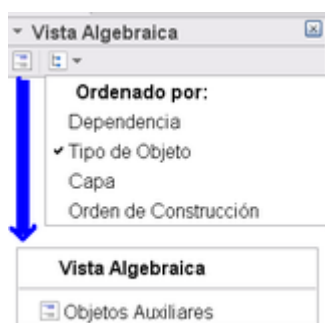 Vista Algebraica
Ordenado por:
Dependencia
Tipo de Objeto
Capa
Orden de Construcción
Vista Algebraica
Objetos Auxiliares